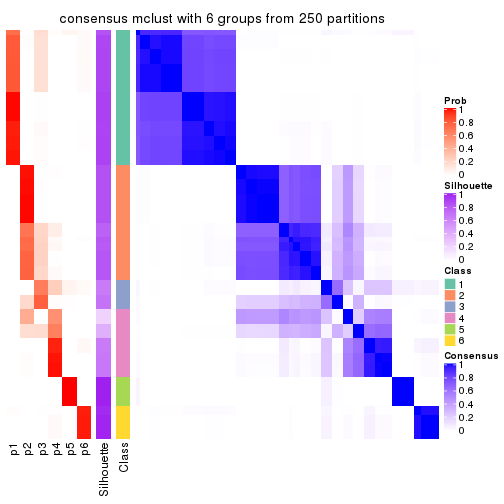 consensus mclust with 6 groups from 250 partitions
Prob
1
0.8
0.6
0.4
0.2
0
Silhouette
1
0.8
0.6
0.4
0.2
0
Class
1
2
3
4
5
6
Consensus
1
0.8
0.6
0.4
0.2
0
p1
p2
p3
p4
p5
p6
Silhouette
Class